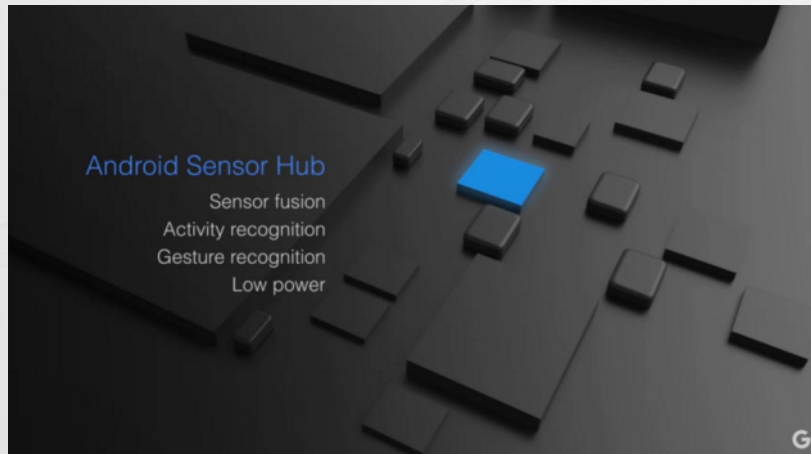 Android Sensor Hub
Sensor fusion
Activity recognition
Gesture recognition
Low power
G